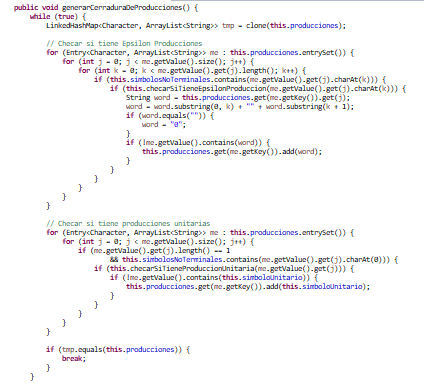 public void generarCerraduraDeProducciones() {
while (true) {
LinkedHashMap<Character, ArrayList<String>> tmp = clone(this.producciones);
// Checar si tiene Epsilon Producciones
for (Entry<Character, ArrayList<String>> me : this.producciones.entrySet()) {
for (int j = 0; j < me.getValue().size(); j++) {
for (int k = 0; k < me.getValue().get(j).length(); k++) {
if (this.simbolosNoTerminales.contains(me.getValue().get(j).charAt(k))) {
if (this.checarSiTieneEpsilonProduccion(me.getValue().get(j).charAt(k))) {
String word = this.producciones.get(me.getKey()).get(j);
word = word.substring(0, k) + "" + word.substring(k + 1);
if (word.equals("")) {
word = "0";
}
if (!me.getValue().contains(word)) {
this.producciones.get(me.getKey()).add(word);
}
}
}
}
}
}
// Checar si tiene producciones unitarias
for (Entry<Character, ArrayList<String>> me : this.producciones.entrySet()) {
for (int j = 0; j < me.getValue().size(); j++) {
if (me.getValue().get(j).length() == 1
&& this.simbolosNoTerminales.contains(me.getValue().get(j).charAt(0))) {
if (this.checarSiTieneProduccionUnitaria(me.getValue().get(j))) {
if (!me.getValue().contains(this.simboloUnitario)) {
this.producciones.get(me.getKey()).add(this.simboloUnitario);
}
}
}
}
}
if (tmp.equals(this.producciones)) {
break;
}
}